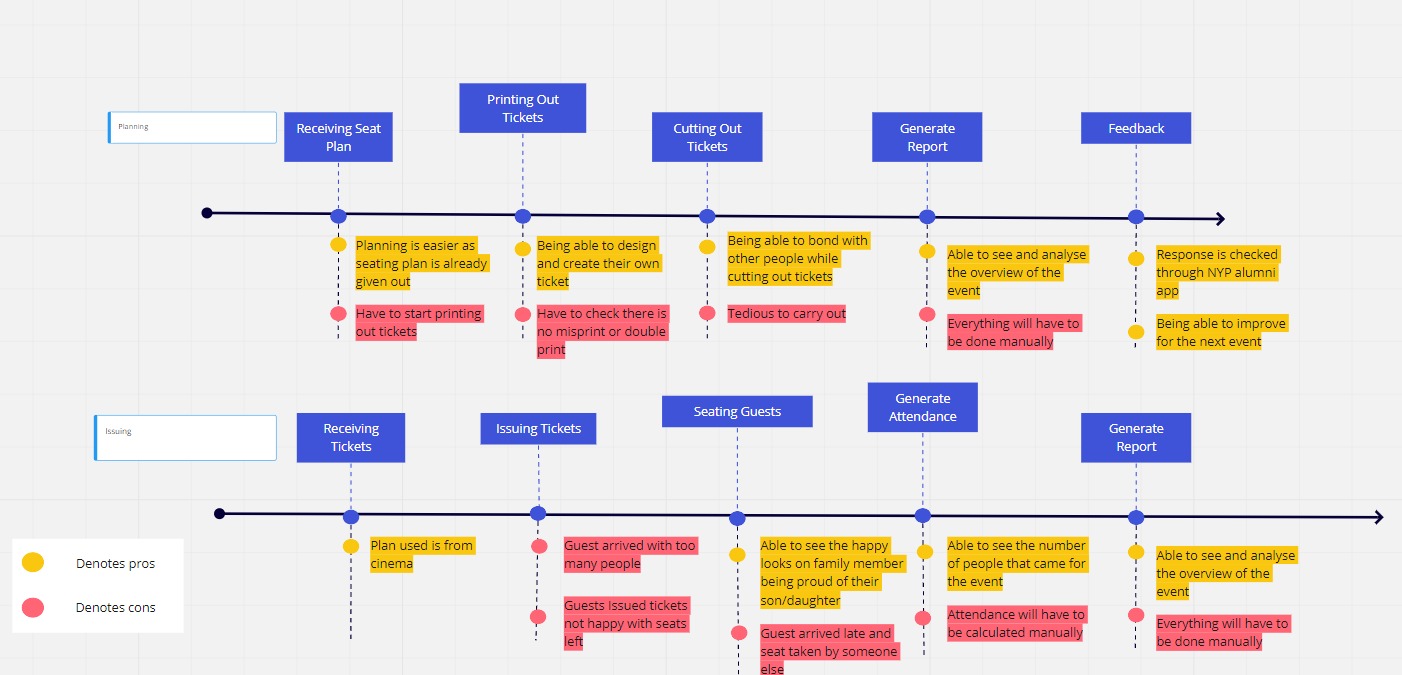 Planning
Receiving Seat
Plan
Printing Out
Tickets
Cutting Out
Tickets
Generate
Report
Feedback
Planning is easier as
seating plan is already
given out
Have to start printing
out tickets
Being able to design
and create their own
ticket
Have to check there is
no misprint or double
print
Being able to bond with
other people while
cutting out tickets
Tedious to carry out
Able to see and analyse
the overview of the
event
Everything will have to
be done manually
Response is checked
through NYP alumni
app
Being able to improve
for the next event
Issuing
Receiving
Tickets
Issuing Tickets
Seating Guests
Generate
Attendance
Generate
Report
Plan used is from
cinema
Guest arrived with too
many people
Guests Issued tickets
not happy with seats
left
Able to see the happy
looks on family member
being proud of their
son/daughter
Guest arrived late and
seat taken by someone
else
Able to see the number
of people that came for
the event
Attendance will have to
be calculated manually
Able to see and analyse
the overview of the
event
Everything will have to
be done manually
Denotes pros
Denotes cons